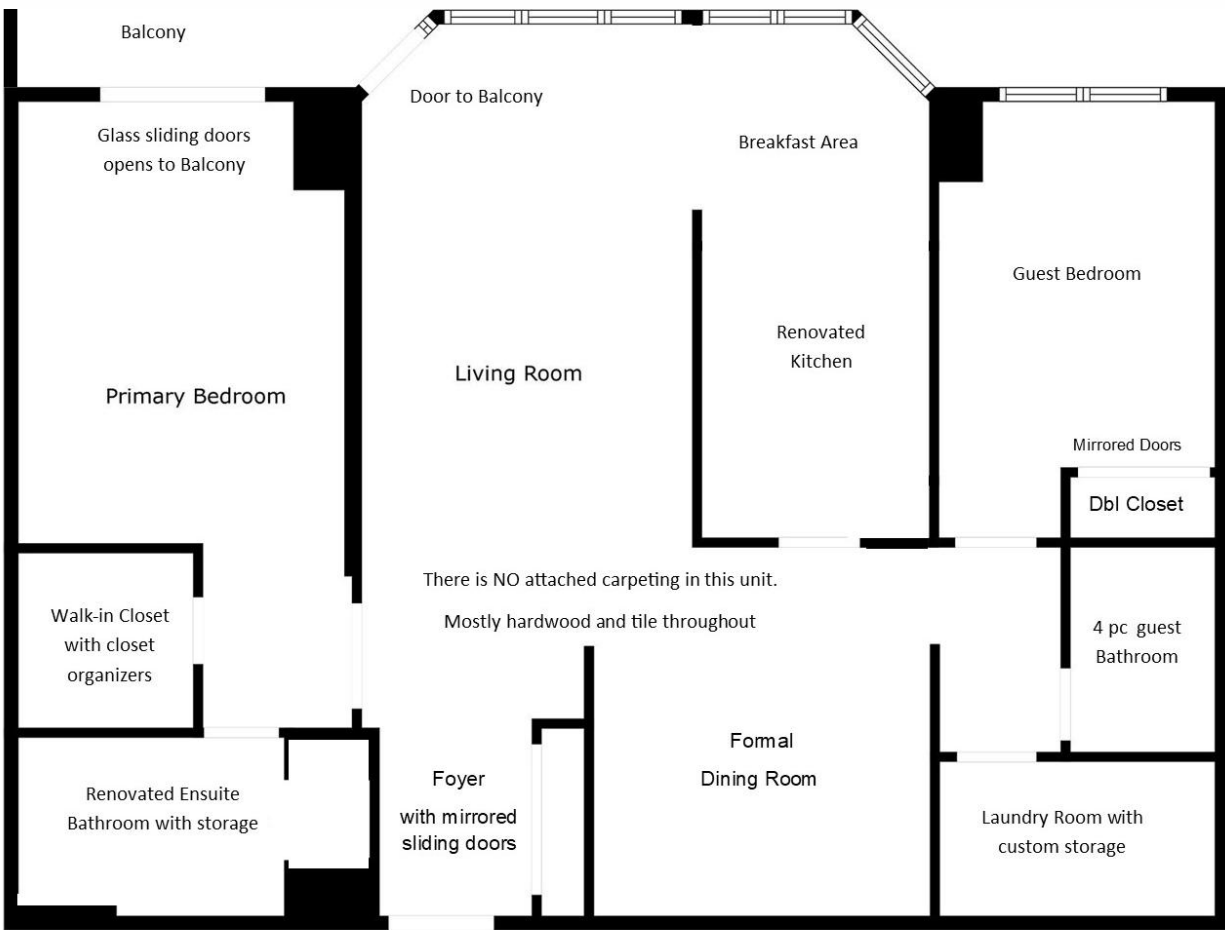 Balcony
Door to Balcony
Glass sliding doors
opens to Balcony
Breakfast Area
Guest Bedroom
Renovated
Kitchen
Living Room
Primary Bedroom
Mirrored Doors
Dbl Closet
There is NO attached carpeting in this unit.
Mostly hardwood and tile throughout
Walk-in Closet
with closet
organizers
4 pc guest
Bathroom
Formal
Dining Room
Foyer
with mirrored
sliding doors
Renovated Ensuite
Bathroom with storage
Laundry Room with
custom storage